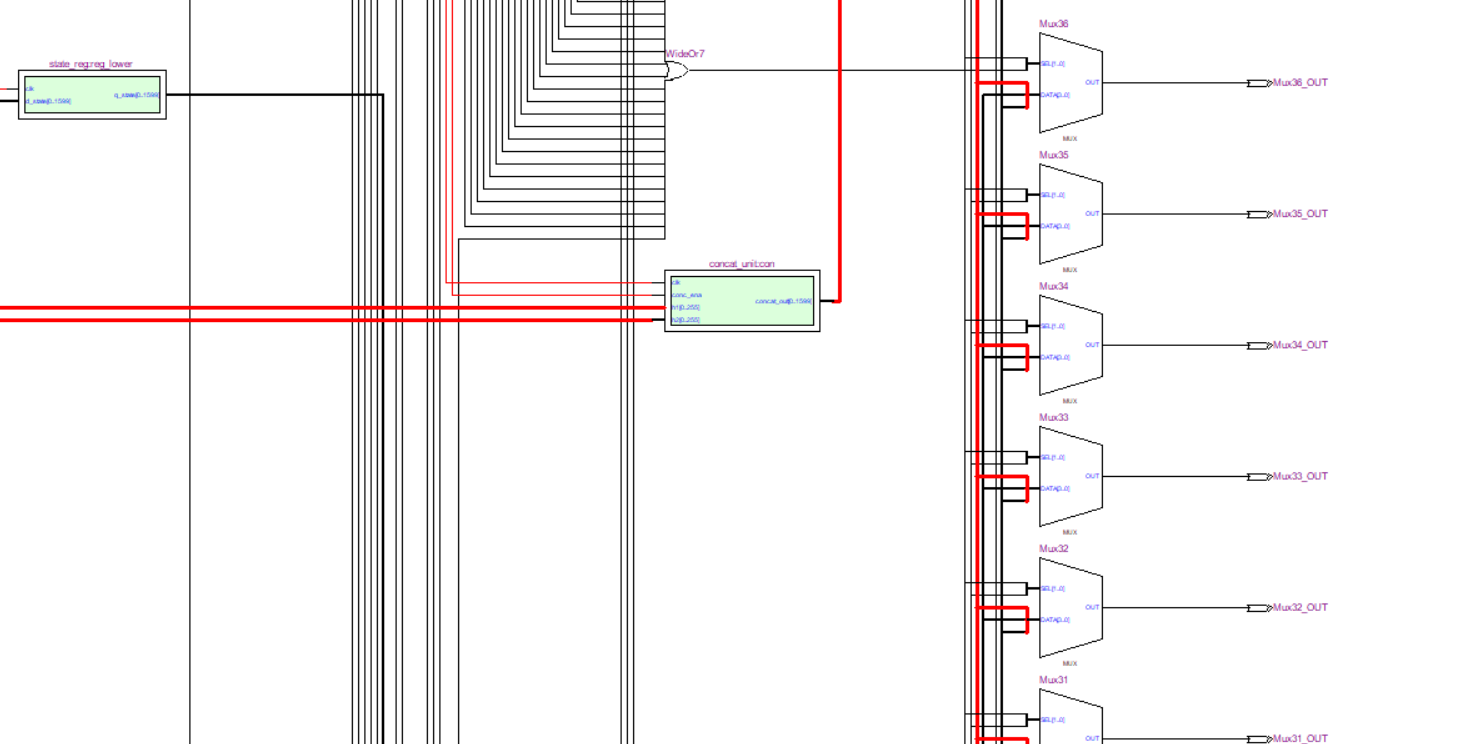 state_reg:reg_lower
clk
d_state[0..1599]
q_state[0..1599]
WideOr7
concat_unit:con
clk
conc_ena
h1[0..255]
h2[0..255]
concat_out[0..1599]
Mux36
SEL[1..0]
DATA[3..0]
OUT
MUX
Mux36_OUT
Mux35
SEL[1..0]
DATA[3..0]
OUT
MUX
Mux35_OUT
Mux34
SEL[1..0]
DATA[3..0]
OUT
MUX
Mux34_OUT
Mux33
SEL[1..0]
DATA[3..0]
OUT
MUX
Mux33_OUT
Mux32
SEL[1..0]
DATA[3..0]
OUT
MUX
Mux32_OUT
Mux31
SEL[1..0]
OUT
Mux31_OUT